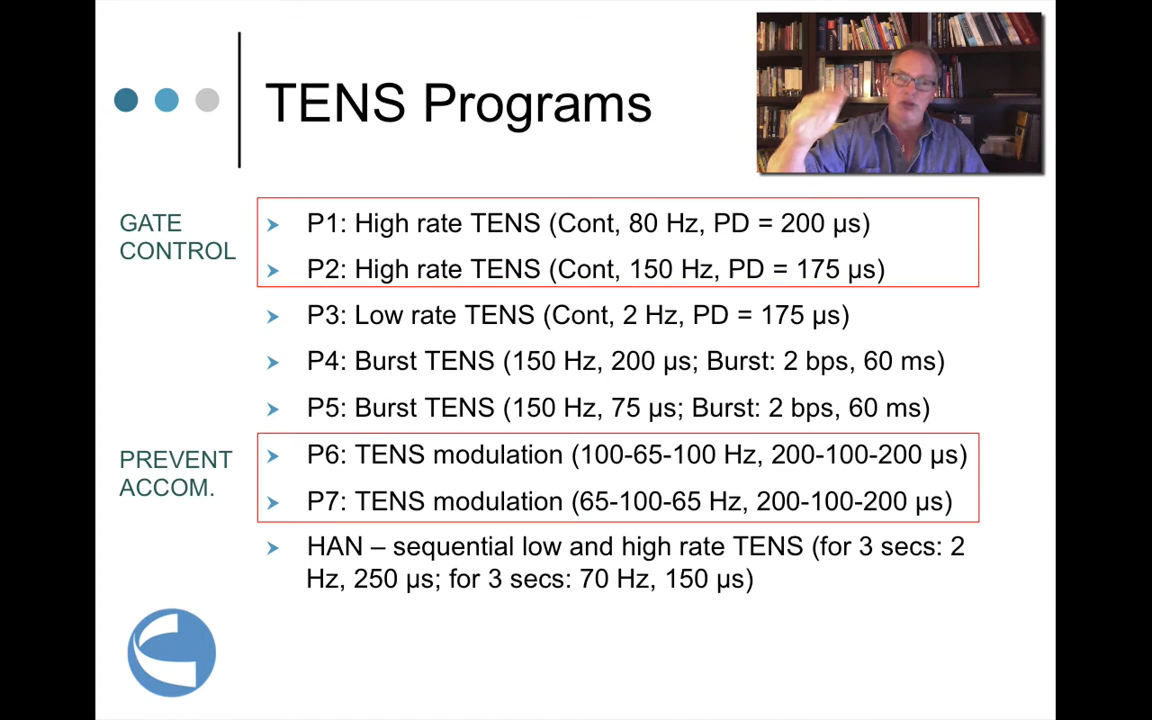 TENS Programs
GATE
CONTROL
P1: High rate TENS (Cont, 80 Hz, PD = 200 µs)
P2: High rate TENS (Cont, 150 Hz, PD = 175 µs)
P3: Low rate TENS (Cont, 2 Hz, PD = 175 µs)
P4: Burst TENS (150 Hz, 200 µs; Burst: 2 bps, 60 ms)
P5: Burst TENS (150 Hz, 75 µs; Burst: 2 bps, 60 ms)
PREVENT
ACCOM.
P6: TENS modulation (100-65-100 Hz, 200-100-200 µs)
P7: TENS modulation (65-100-65 Hz, 200-100-200 µs)
HAN – sequential low and high rate TENS (for 3 secs: 2
Hz, 250 µs; for 3 secs: 70 Hz, 150 µs)